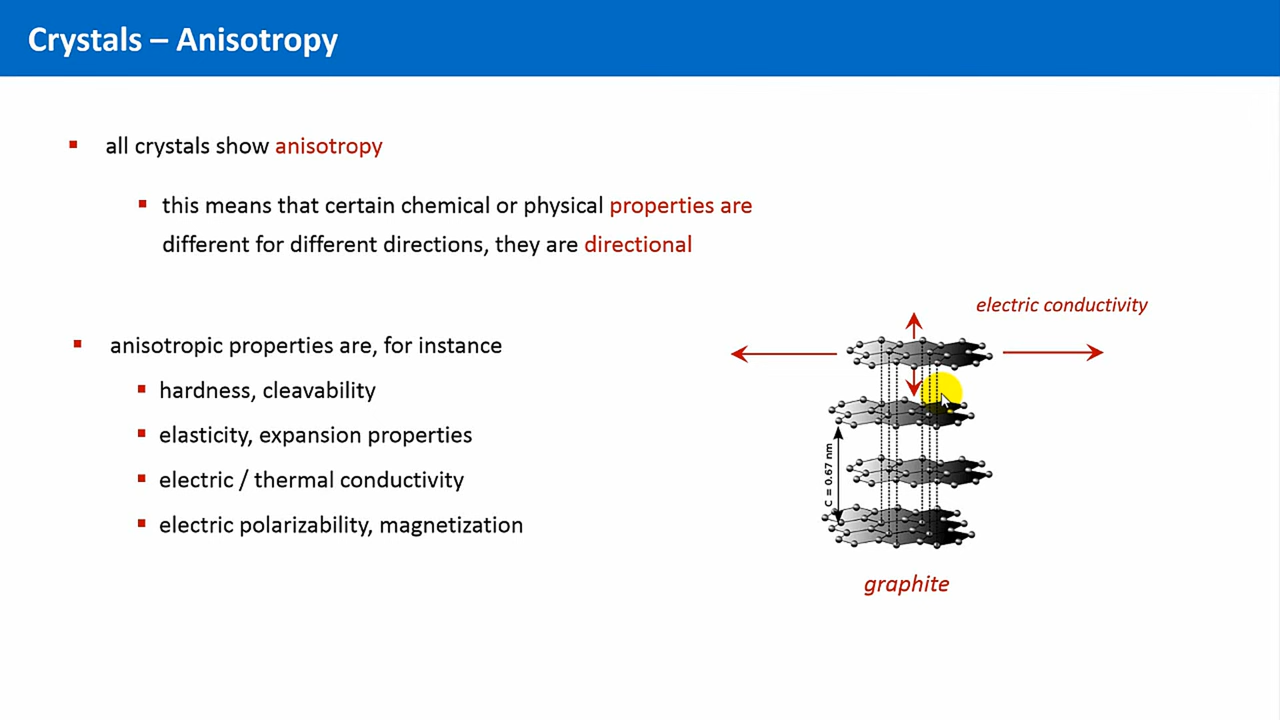 Crystals – Anisotropy
all crystals show anisotropy
this means that certain chemical or physical properties are
different for different directions, they are directional
anisotropic properties are, for instance
hardness, cleavability
elasticity, expansion properties
electric / thermal conductivity
electric polarizability, magnetization
electric conductivity
C = 0.67 nm
graphite